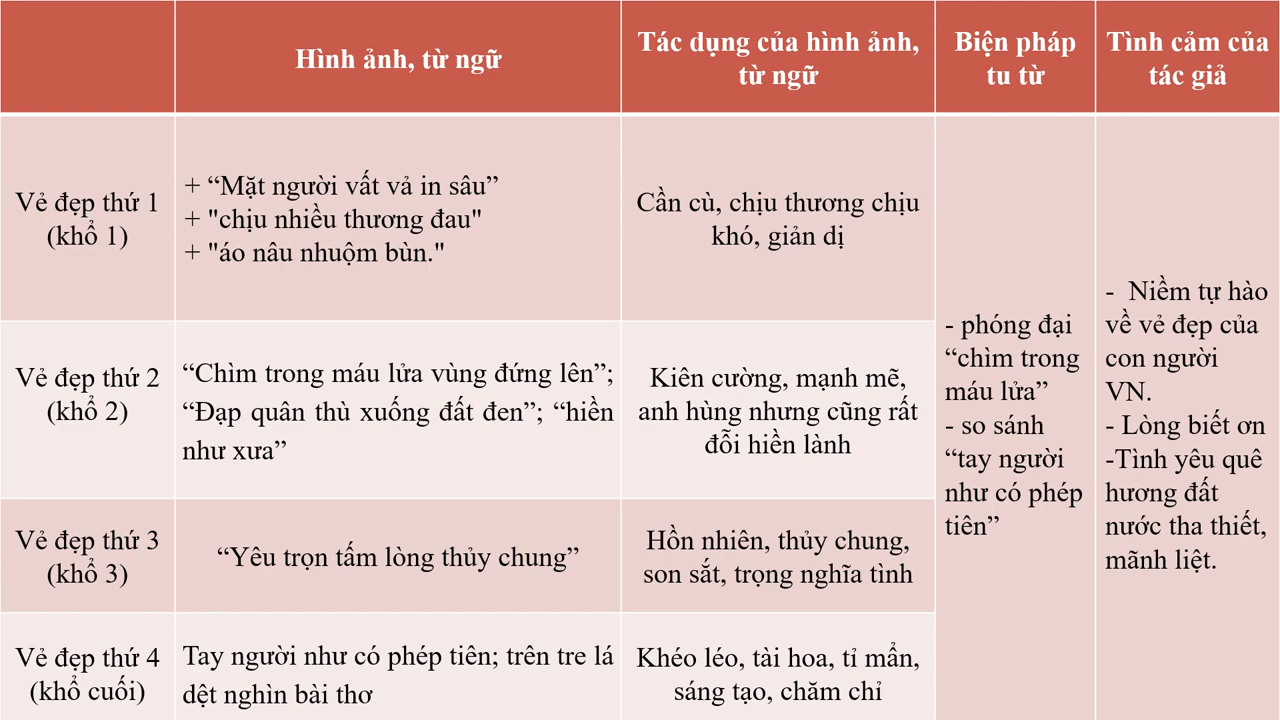 Hình ảnh, từ ngữ
Tác dụng của hình ảnh,
từ ngữ
Biện pháp
tu từ
Tình cảm của
tác giả
Vẻ đẹp thứ 1
(khổ 1)
+ “Mặt người vất vả in sâu”
+ "chịu nhiều thương đau"
+ "áo nâu nhuộm bùn."
Cần cù, chịu thương chịu
khó, giản dị
Vẻ đẹp thứ 2
(khổ 2)
“Chìm trong máu lửa vùng đứng lên”;
“Đạp quân thù xuống đất đen”; “hiền
như xưa”
Kiên cường, mạnh mẽ,
anh hùng nhưng cũng rất
đỗi hiền lành
Vẻ đẹp thứ 3
(khổ 3)
“Yêu trọn tấm lòng thủy chung”
Hồn nhiên, thủy chung,
son sắt, trọng nghĩa tình
Vẻ đẹp thứ 4
(khổ cuối)
Tay người như có phép tiên; trên tre lá
dệt nghìn bài thơ
Khéo léo, tài hoa, tỉ mẩn,
sáng tạo, chăm chỉ
- phóng đại
“chìm trong
máu lửa”
- so sánh
“tay người
như có phép
tiên”
- Niềm tự hào
về vẻ đẹp của
con người
VN.
- Lòng biết ơn
-Tình yêu quê
hương đất
nước tha thiết,
mãnh liệt.